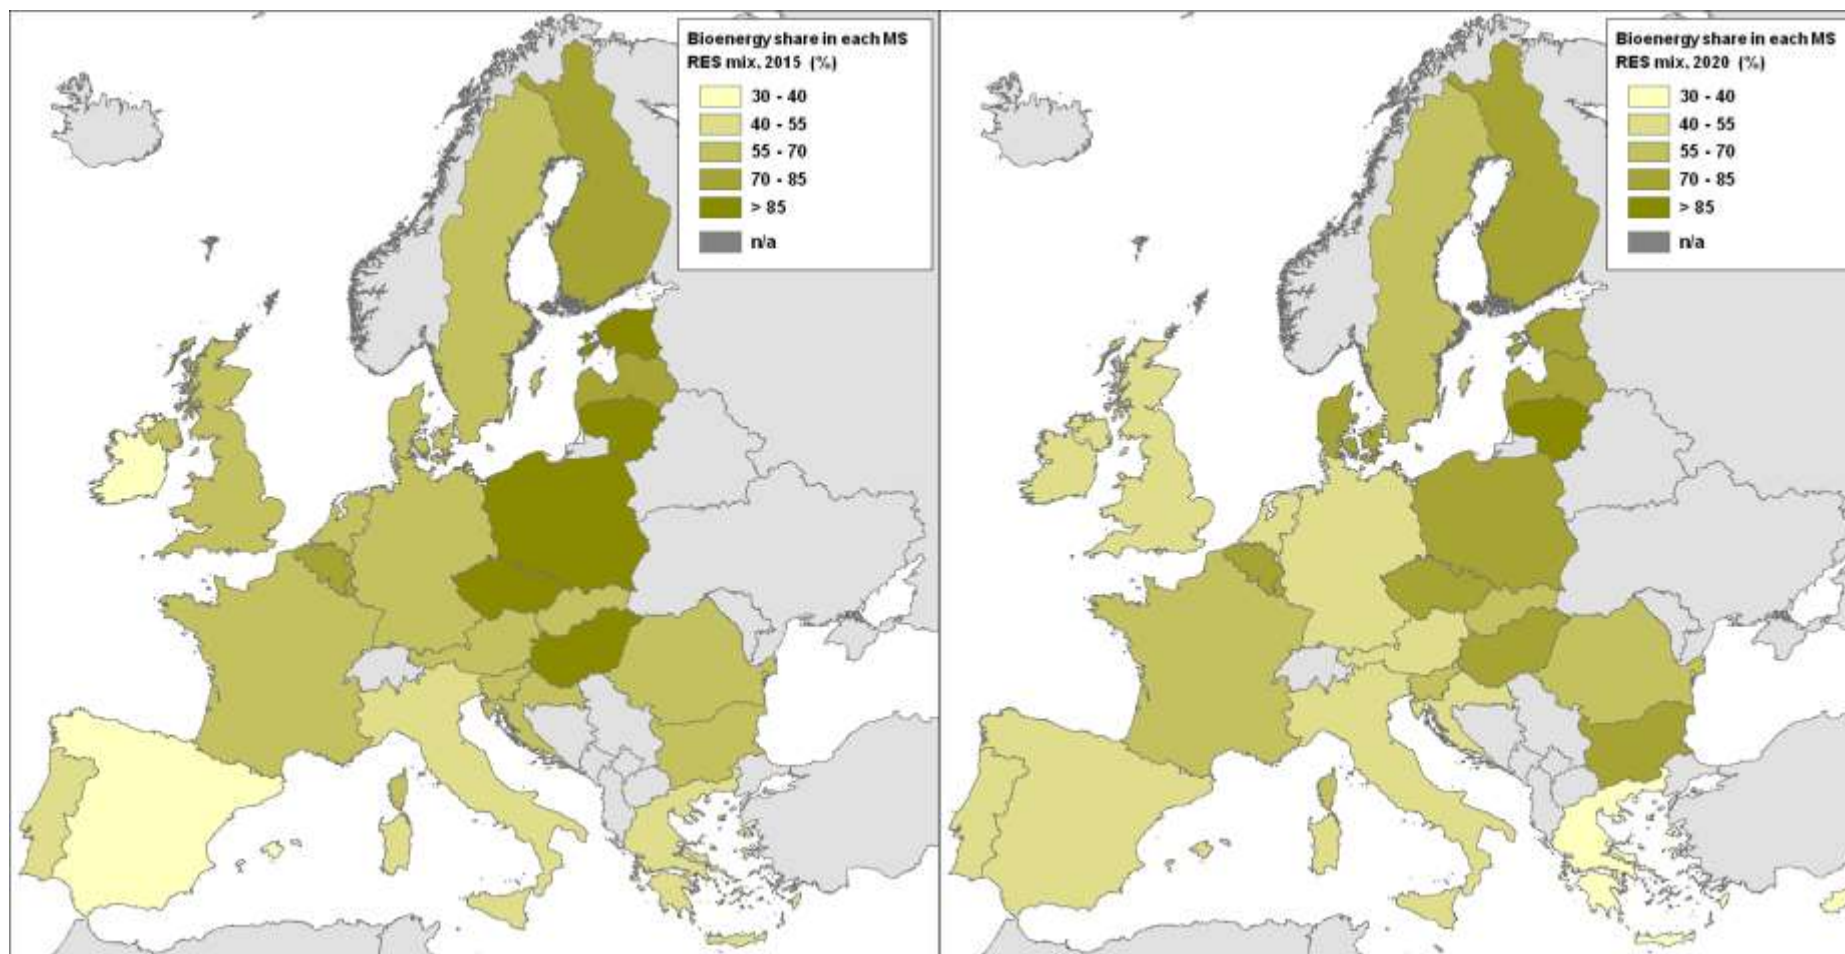 Bioenergy share in each MS
RES mix, 2015 (%)
30 - 40
40 - 55
55 - 70
70 - 85
> 85
n/a
Bioenergy share in each MS
RES mix, 2020 (%)
30 - 40
40 - 55
55 - 70
70 - 85
> 85
n/a